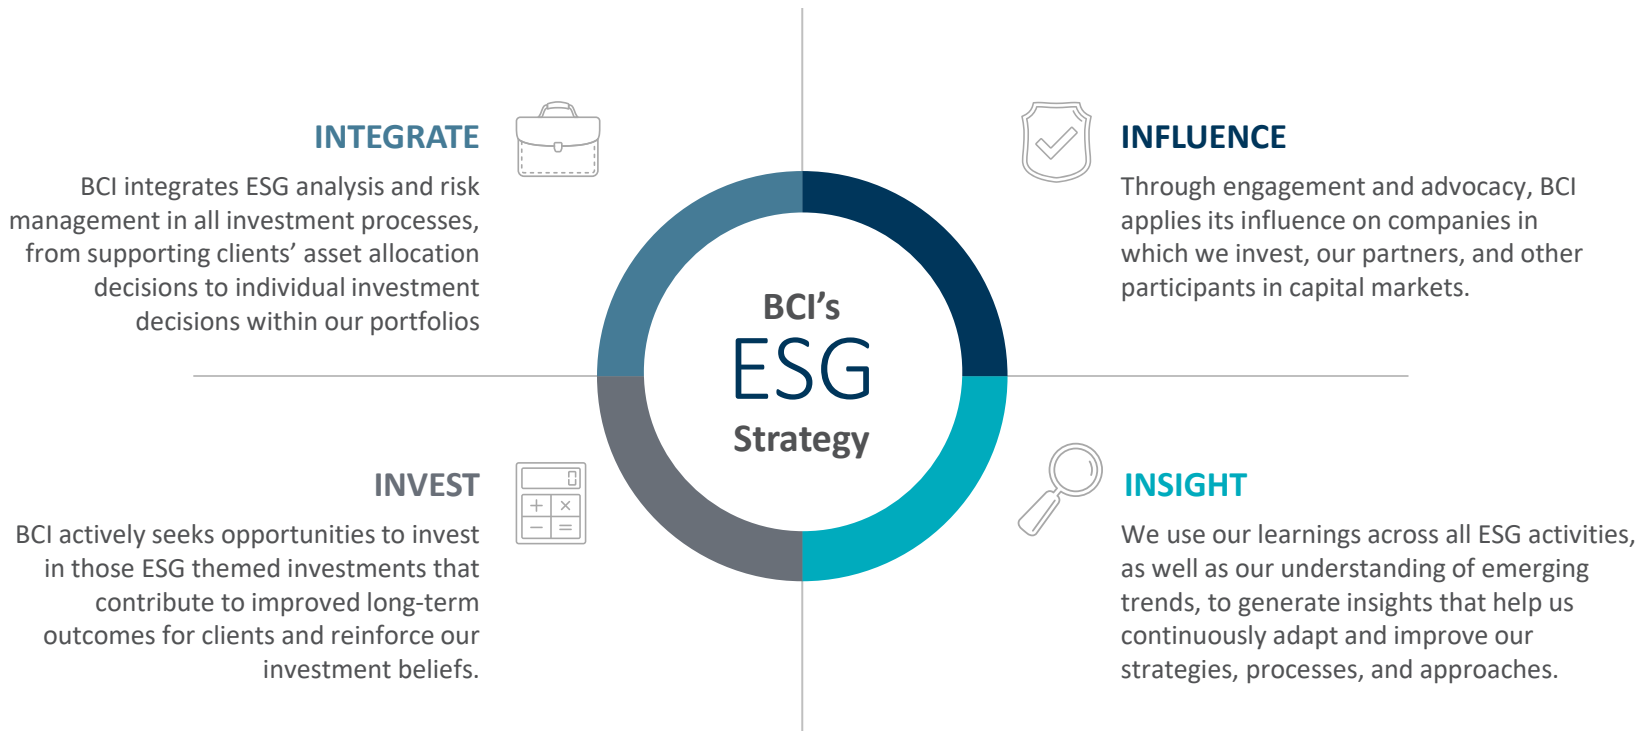 INTEGRATE
BCI integrates ESG analysis and risk
management in all investment processes,
from supporting clients’ asset allocation
decisions to individual investment
decisions within our portfolios
INFLUENCE
Through engagement and advocacy, BCI
applies its influence on companies in
which we invest, our partners, and other
participants in capital markets.
BCI’s
ESG
Strategy
INVEST
BCI actively seeks opportunities to invest
in those ESG themed investments that
contribute to improved long-term
outcomes for clients and reinforce our
investment beliefs.
0
+ ×
− =
INSIGHT
We use our learnings across all ESG activities,
as well as our understanding of emerging
trends, to generate insights that help us
continuously adapt and improve our
strategies, processes, and approaches.